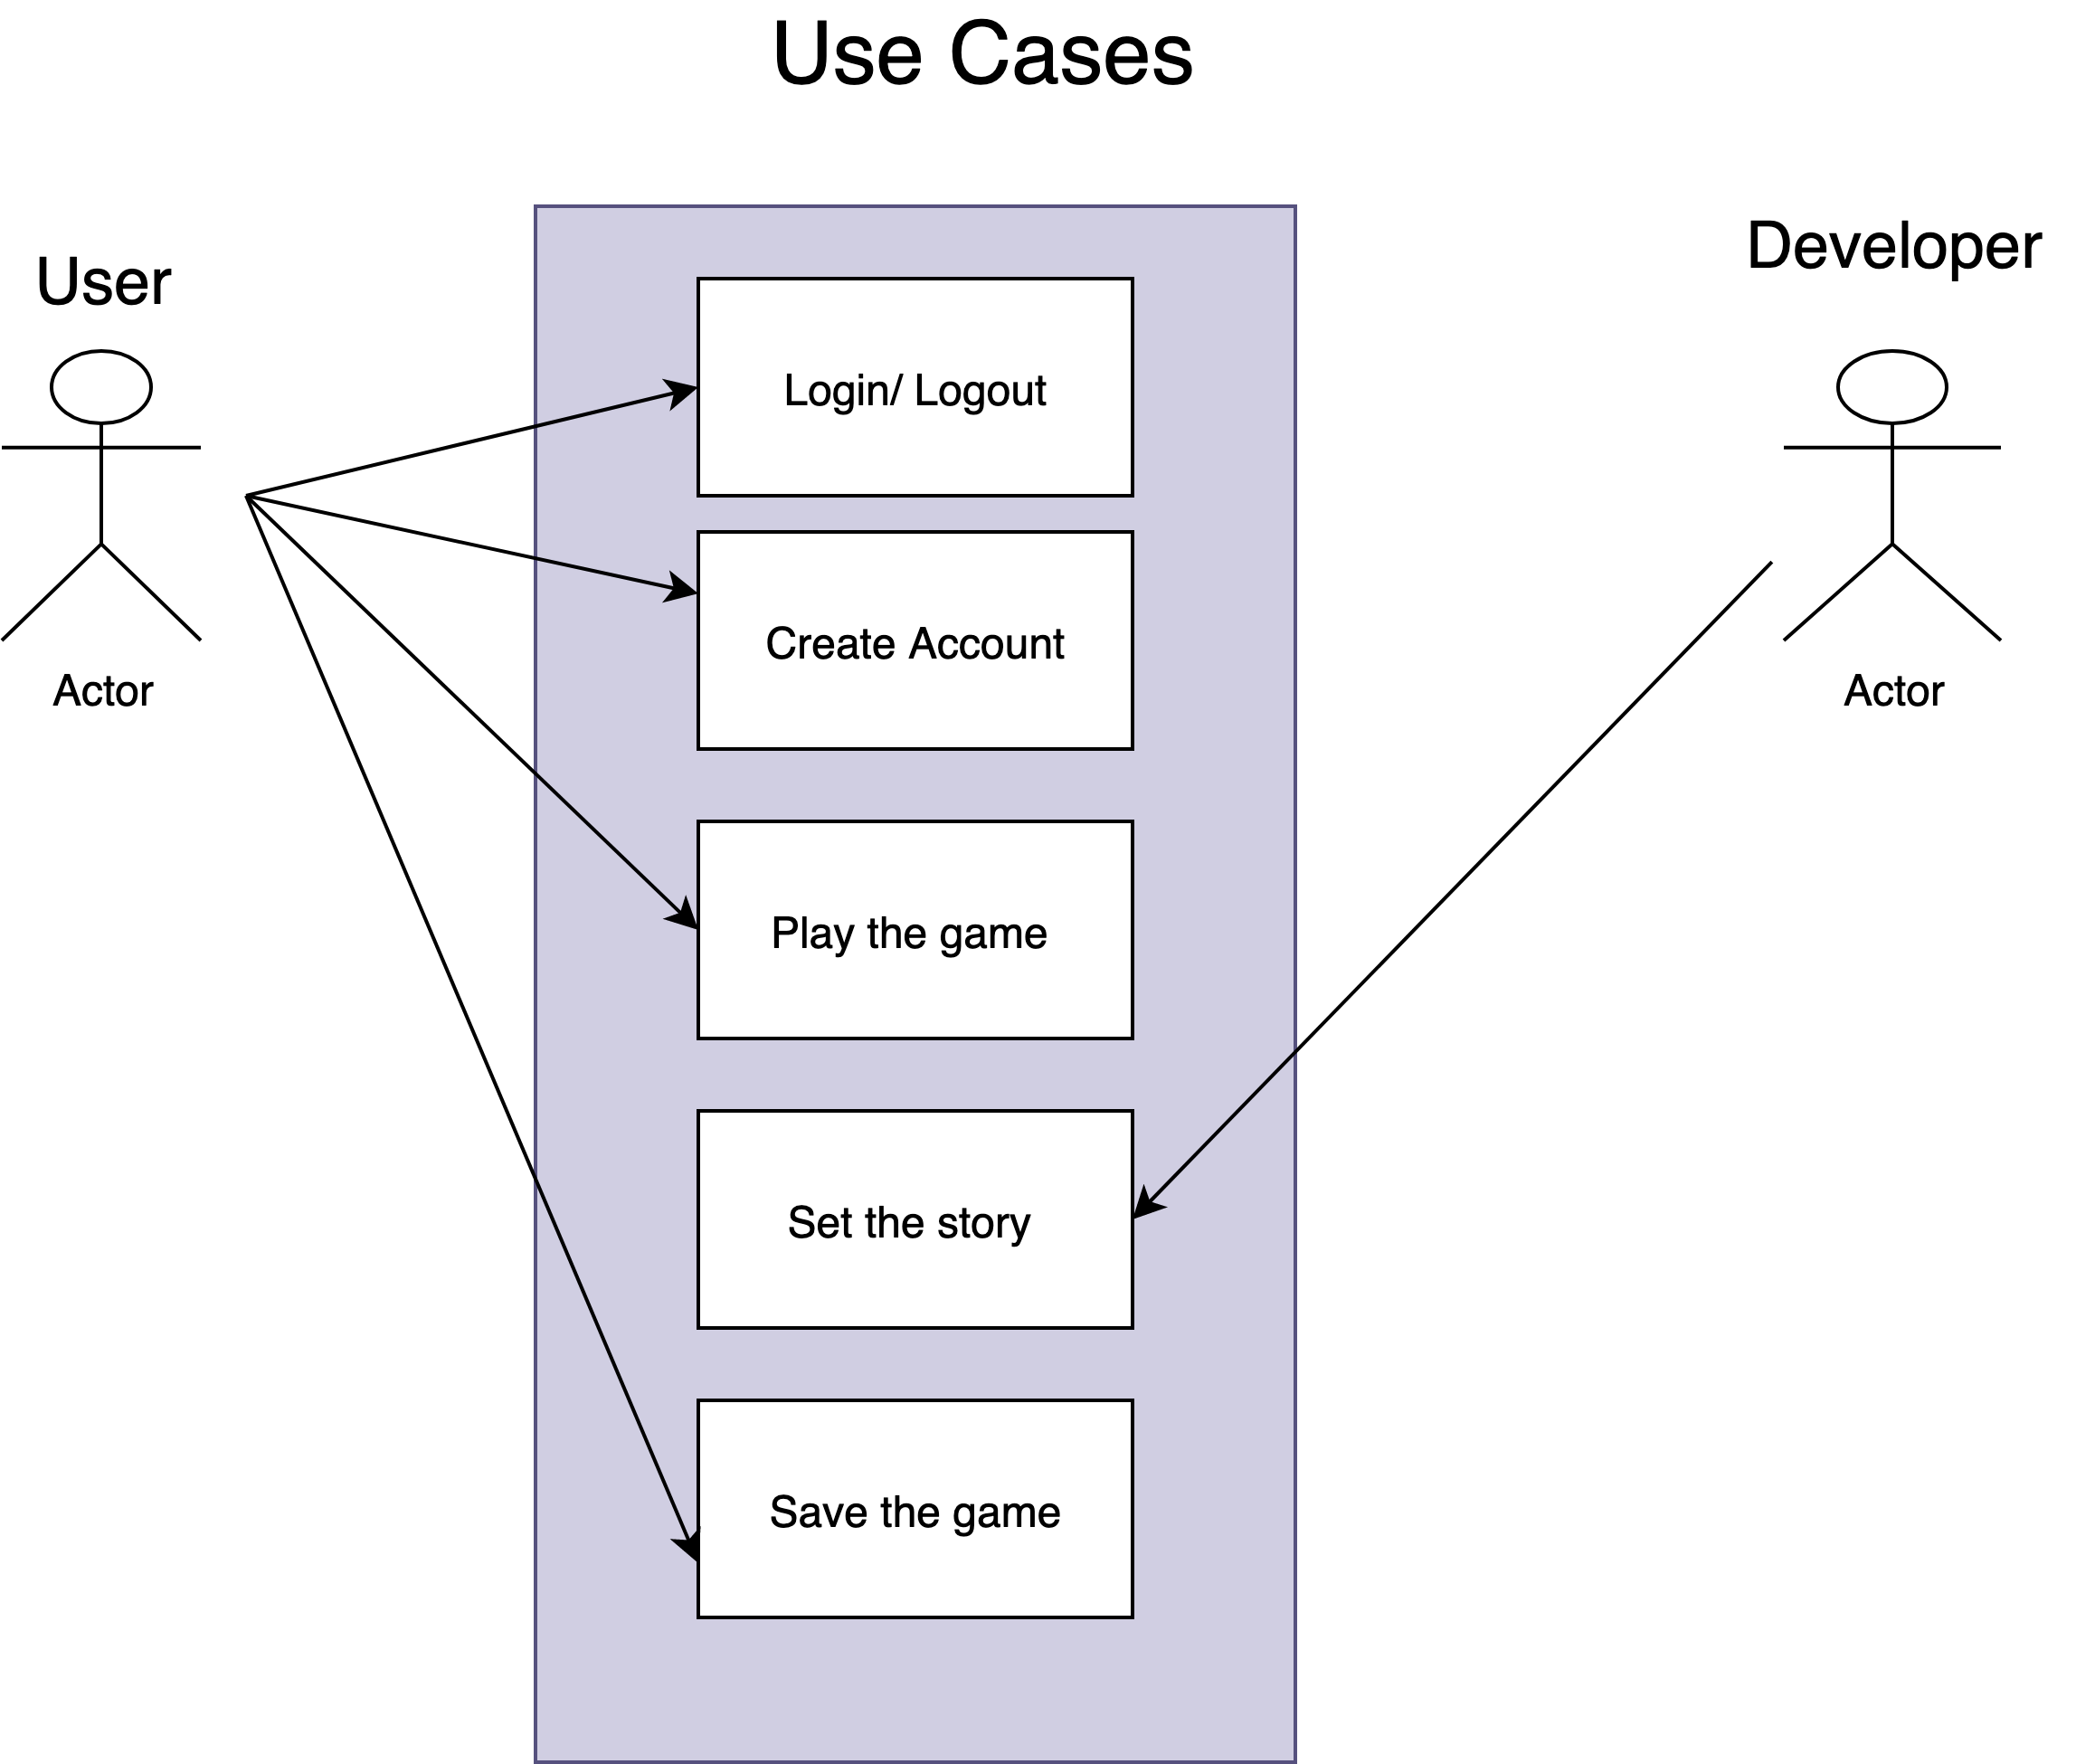 Use Cases
User
Developer
Login/ Logout
Create Account
Actor
Actor
Play the game
Set the story
Save the game